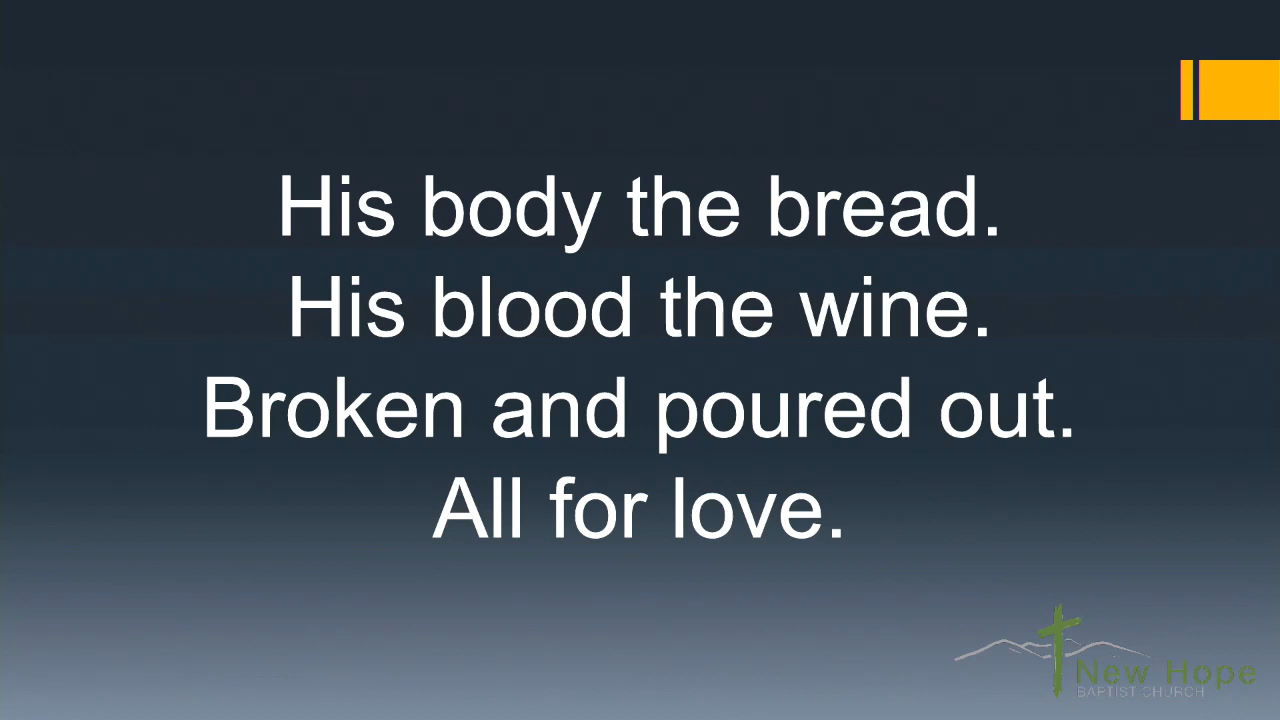 His body the bread.
His blood the wine.
Broken and poured out.
All for love.
New Hope
BAPTIST CHURCH